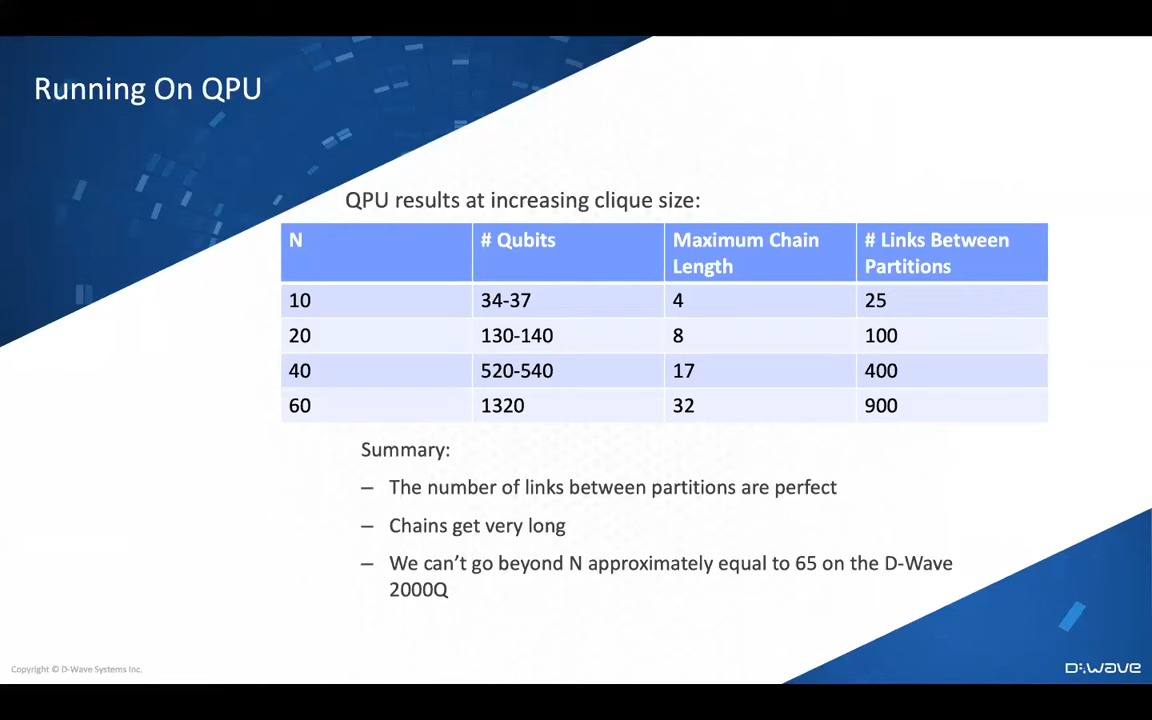 Running On QPU
QPU results at increasing clique size:
N # Qubits Maximum Chain Length # Links Between Partitions
10 34-37 4 25
20 130-140 8 100
40 520-540 17 400
60 1320 32 900
Summary:
– The number of links between partitions are perfect
– Chains get very long
– We can’t go beyond N approximately equal to 65 on the D-Wave
2000Q
Copyright © D-Wave Systems Inc.
D:wave